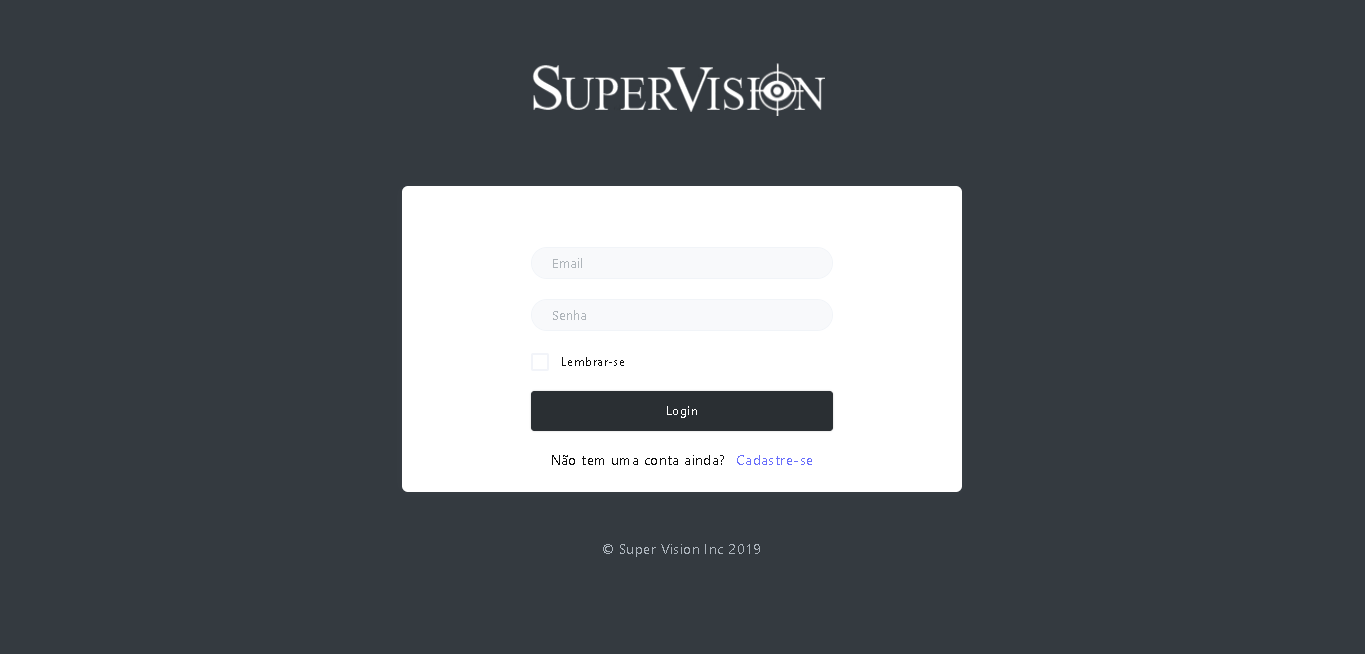 SUPERVISION
Email
Senha
Lembrar-se
Login
Não tem uma conta ainda? Cadastre-se
© Super Vision Inc 2019